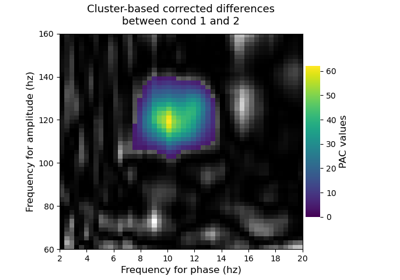 Cluster-based corrected differences
between cond 1 and 2
160
140
120
100
80
60
2 4 6 8 10 12 14 16 18 20
Frequency for amplitude (hz)
Frequency for phase (hz)
60
50
40
30
20
10
0
PAC values